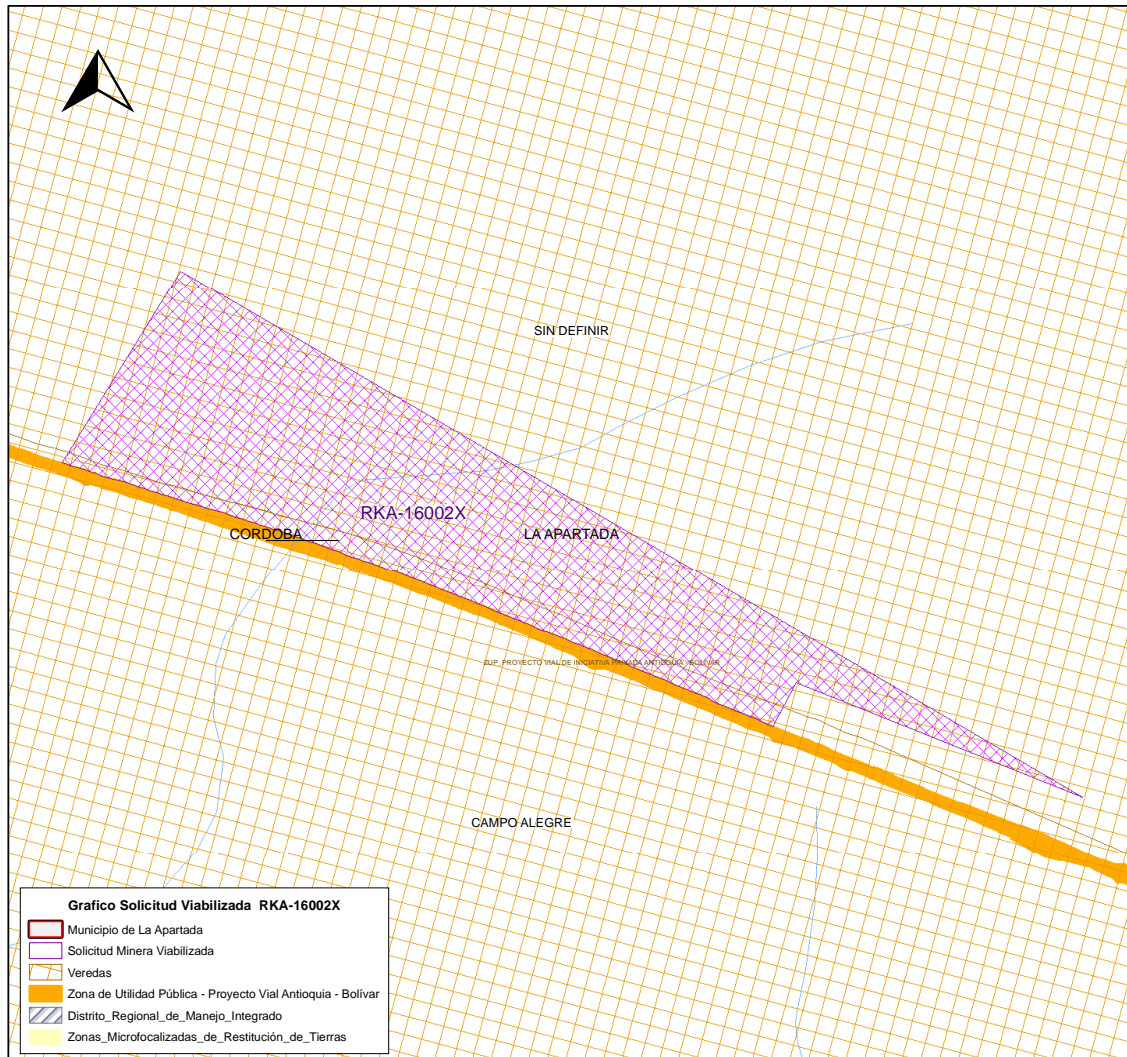 SIN DEFINIR
RKA-16002X
CORDOBA
LA APARTADA
ZUP_PROYECTO VIAL DE INICIATIVA PRIVADA ANTIOQUIA - BOLIVAR
CAMPO ALEGRE
Grafico Solicitud Viabilizada RKA-16002X
Municipio de La Apartada
Solicitud Minera Viabilizada
Veredas
Zona de Utilidad Pública - Proyecto Vial Antioquia - Bolívar
Distrito_Regional_de_Manejo_Integrado
Zonas_Microfocalizadas_de_Restitución_de_Tierras